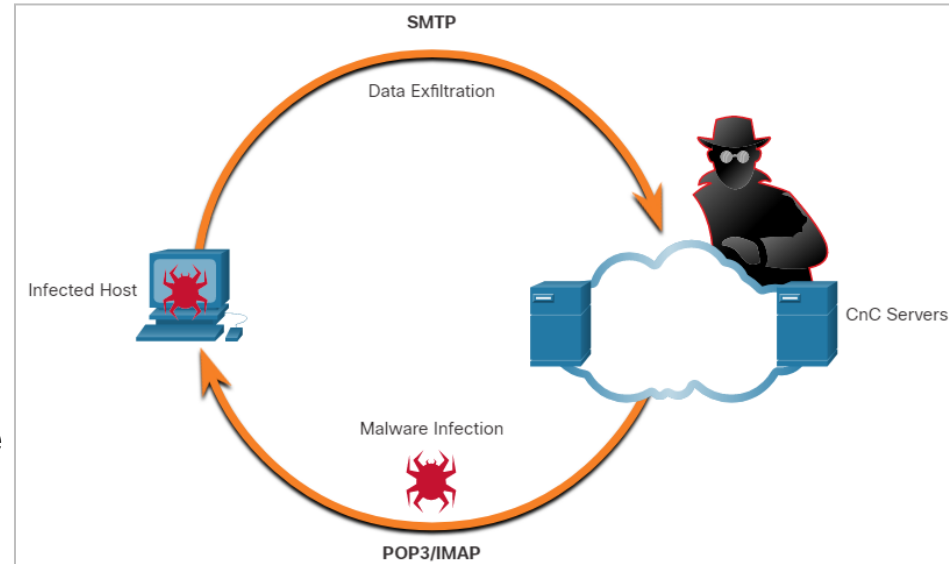 SMTP
Data Exfiltration
Infected Host
CnC Servers
Malware Infection
e
POP3/IMAP